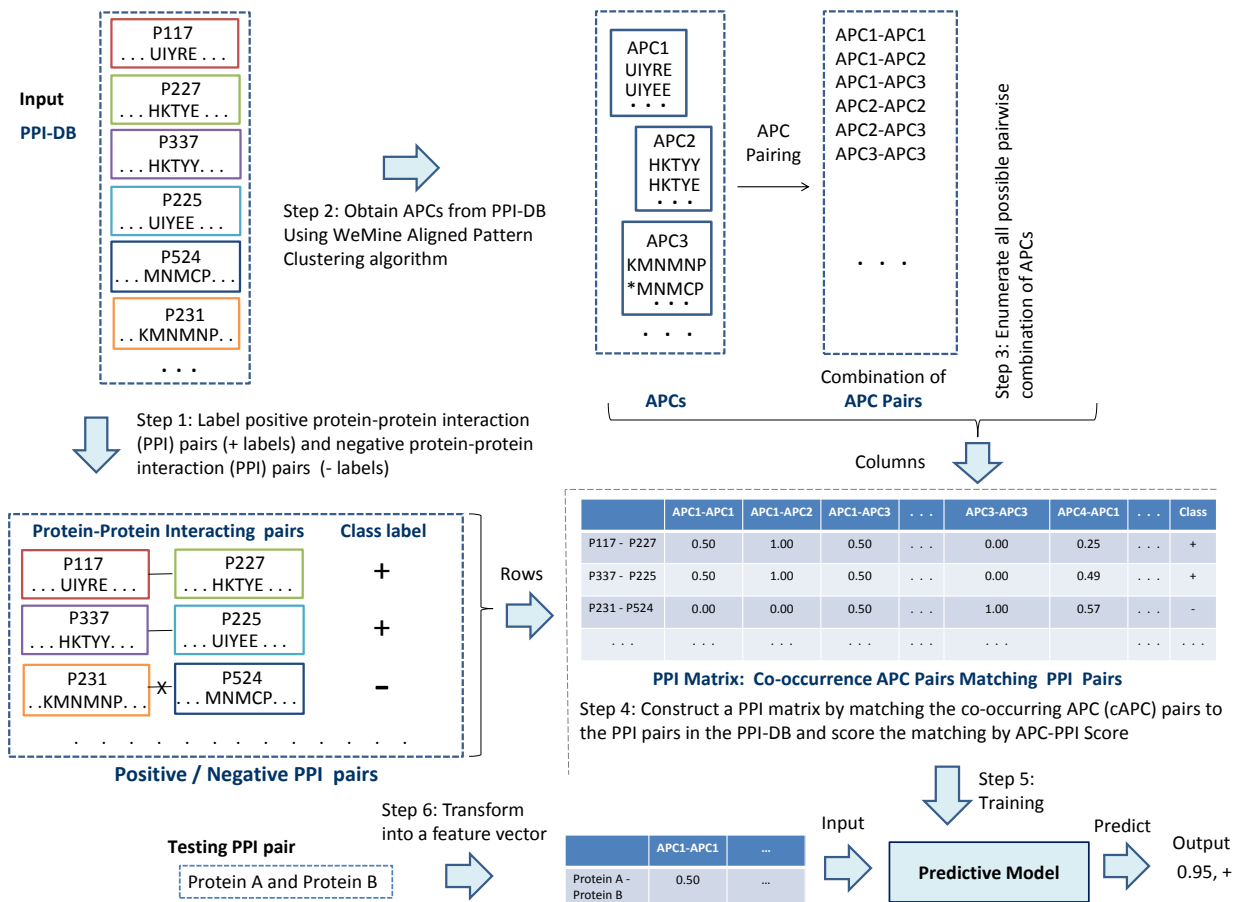 Input
PPI-DB
P117
. . . UIYRE . . .
P227
. . . HKTYE . . .
P337
. . . HKTYY. . .
P225
. . . UIYEE . . .
P524
. . . MNMCP. . .
P231
. . KMNMNP. .
. . .
Step 2: Obtain APCs from PPI-DB
Using WeMine Aligned Pattern
Clustering algorithm
APC1
UIYRE
UIYEE
. . .
APC2
HKTYY
HKTYE
. . .
APC3
KMNMNP
*MNMCP
. . .
. . .
APCs
APC
Pairing
APC1-APC1
APC1-APC2
APC1-APC3
APC2-APC2
APC2-APC3
APC3-APC3
. . .
Combination of
APC Pairs
Step 3: Enumerate all possible pairwise
combination of APCs
Columns
Step 1: Label positive protein-protein interaction
(PPI) pairs (+ labels) and negative protein-protein
interaction (PPI) pairs (- labels)
Protein-Protein Interacting pairs Class label
P117 P227
. . . UIYRE . . . . . . HKTYE . . . +
P337 P225
. . . HKTYY. . . . . . UIYEE . . . +
P231 P524
. .KMNMNP. . X . . . MNMCP. . . -
. . . . . . . . . . . . .
Positive / Negative PPI pairs
Rows
APC1-APC1 APC1-APC2 APC1-APC3 . . . APC3-APC3 APC4-APC1 . . . Class
P117 - P227 0.50 1.00 0.50 . . . 0.00 0.25 . . . +
P337 - P225 0.50 1.00 0.50 . . . 0.00 0.49 . . . +
P231 - P524 0.00 0.00 0.50 . . . 1.00 0.57 . . . -
. . . . . . . . . . . . . . . . . . . . . . . . . . .
PPI Matrix: Co-occurrence APC Pairs Matching PPI Pairs
Step 4: Construct a PPI matrix by matching the co-occurring APC (cAPC) pairs to
the PPI pairs in the PPI-DB and score the matching by APC-PPI Score
Step 5:
Training
Step 6: Transform
into a feature vector
Testing PPI pair
Protein A and Protein B
APC1-APC1 ...
Protein A - 0.50 ...
Protein B
Input
Predictive Model
Predict
Output
0.95, +